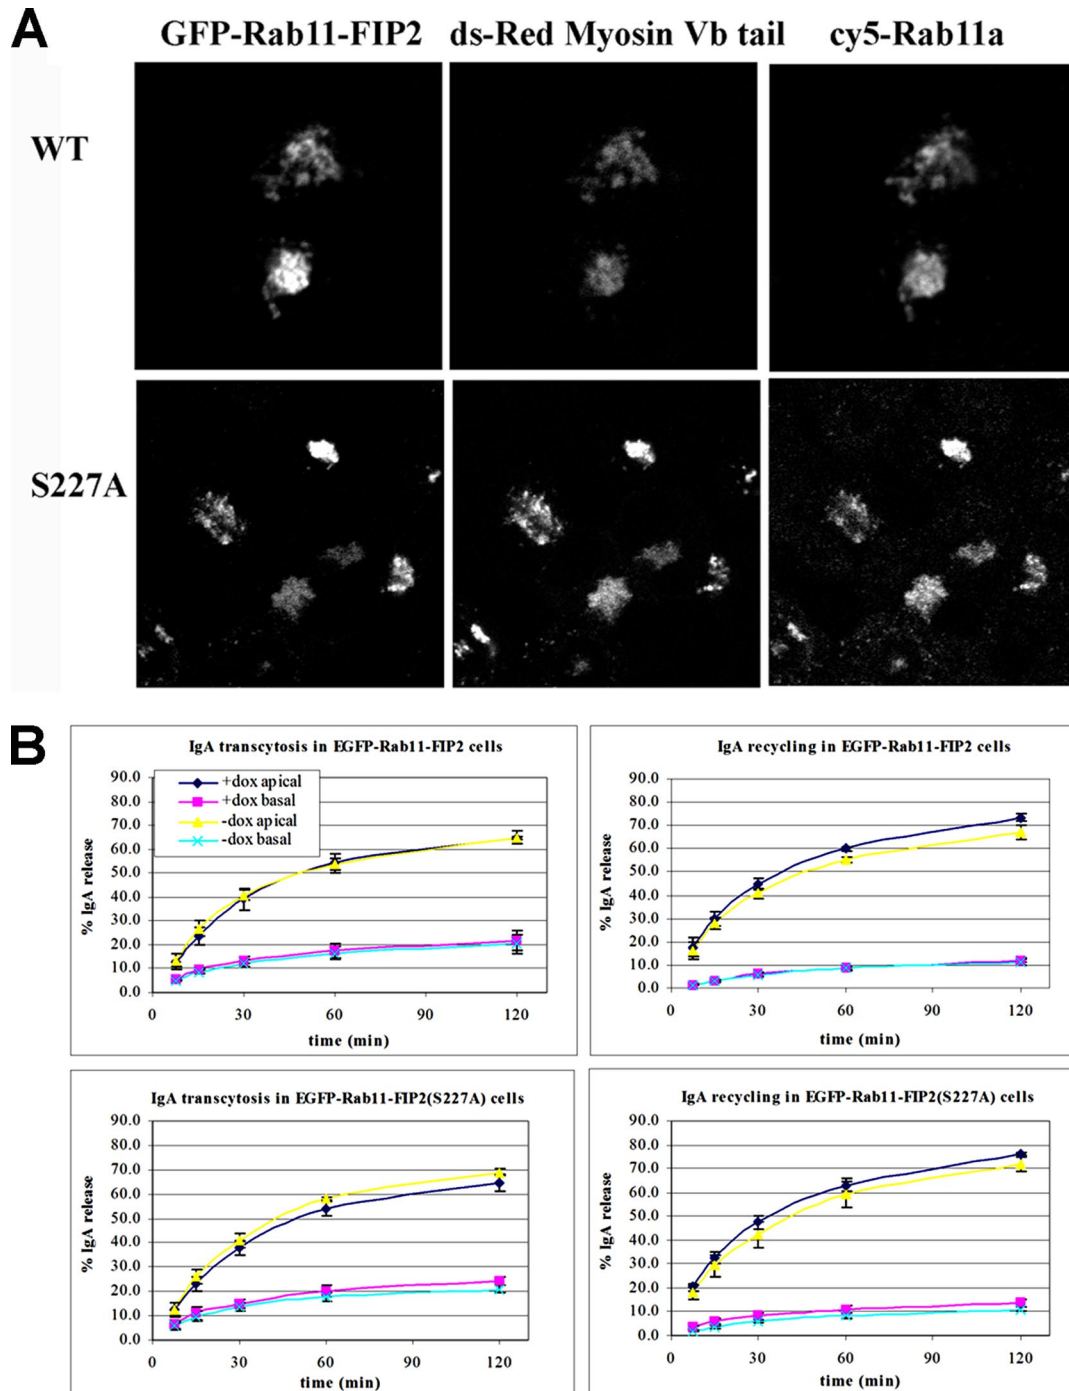 A
GFP-Rab11-FIP2 ds-Red Myosin Vb tail cy5-Rab11a
WT
S227A
B
IgA transcytosis in EGFP-Rab11-FIP2 cells
+dox apical
+dox basal
-dox apical
-dox basal
% IgA release
90.0
80.0
70.0
60.0
50.0
40.0
30.0
20.0
10.0
0.0
0 30 60 90 120
time (min)
IgA recycling in EGFP-Rab11-FIP2 cells
% IgA release
90.0
80.0
70.0
60.0
50.0
40.0
30.0
20.0
10.0
0.0
0 30 60 90 120
time (min)
IgA transcytosis in EGFP-Rab11-FIP2(S227A) cells
% IgA release
90.0
80.0
70.0
60.0
50.0
40.0
30.0
20.0
10.0
0.0
0 30 60 90 120
time (min)
IgA recycling in EGFP-Rab11-FIP2(S227A) cells
% IgA release
90.0
80.0
70.0
60.0
50.0
40.0
30.0
20.0
10.0
0.0
0 30 60 90 120
time (min)